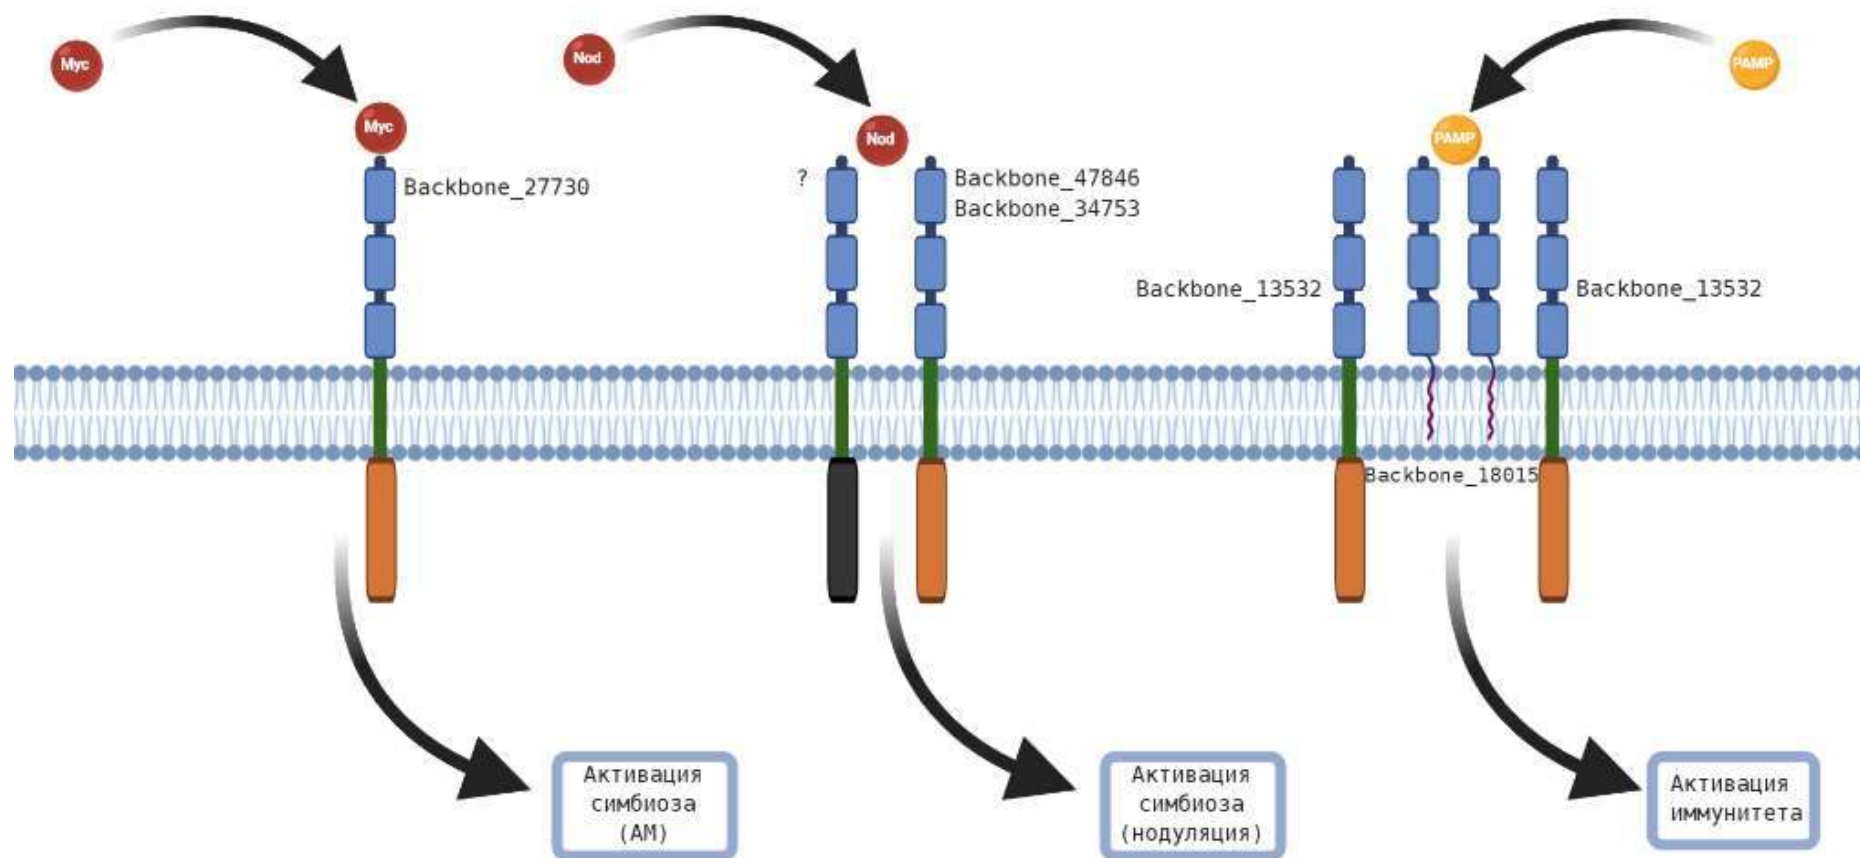 Myc
Nod
PAMP
Myc
Nod
PAMP
Backbone_27730
?
Backbone_47846
Backbone_34753
Backbone_13532
Backbone_13532
Backbone_18015
Активация
симбиоза
(АМ)
Активация
симбиоза
(нодуляция)
Активация
иммунитета